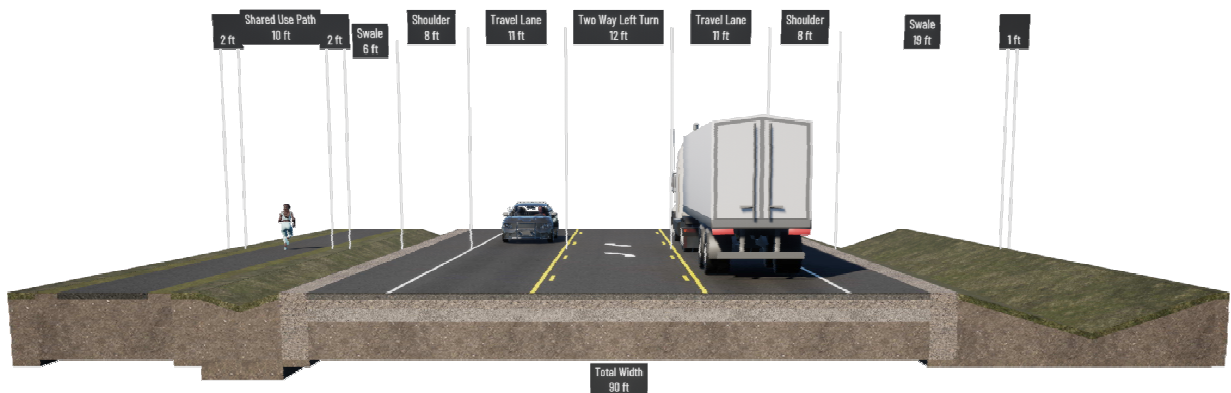 2 ft
Shared Use Path
10 ft
2 ft
Swale
6 ft
Shoulder
8 ft
Travel Lane
11 ft
Two Way Left Turn
12 ft
Travel Lane
11 ft
Shoulder
8 ft
Swale
19 ft
1 ft
Total Width
90 ft